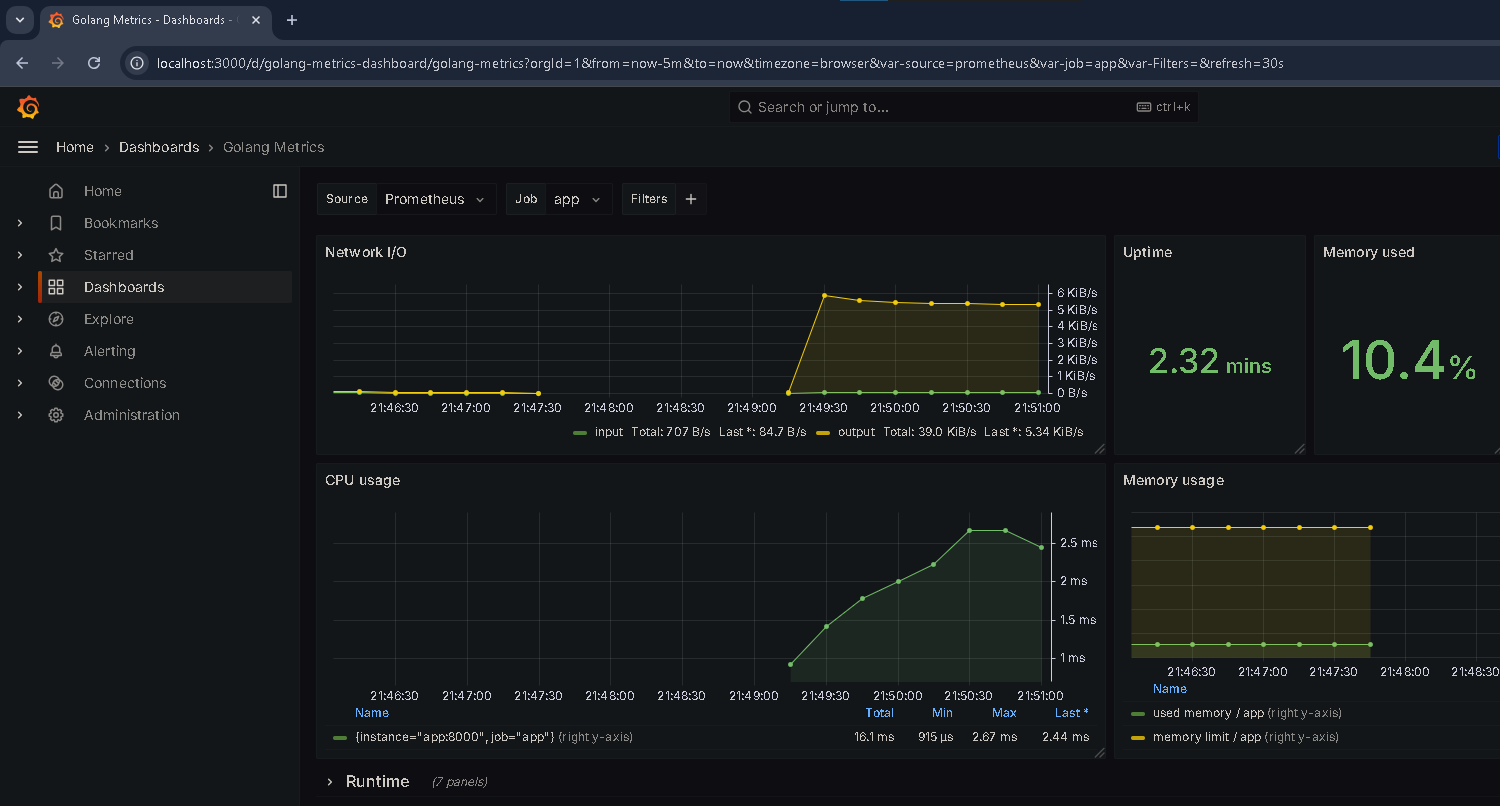 Golang Metrics - Dashboards -
localhost:3000/d/golang-metrics-dashboard/golang-metrics?orgId=1&from=now-5m&to=now&timezone=browser&var-source=prometheus&var-job=app&var-Filters=&refresh=30s
Search or jump to... ctrl+k
Home › Dashboards › Golang Metrics
Home
Bookmarks
Starred
Dashboards
Explore
Alerting
Connections
Administration
Source Prometheus Job app Filters +
Network I/O
6 KiB/s
5 KiB/s
4 KiB/s
3 KiB/s
2 KiB/s
1 KiB/s
0 B/s
21:46:30 21:47:00 21:47:30 21:48:00 21:48:30 21:49:00 21:49:30 21:50:00 21:50:30 21:51:00
input Total: 707 B/s Last *: 84.7 B/s output Total: 39.0 KiB/s Last *: 5.34 KiB/s
Uptime
2.32 mins
Memory used
10.4%
CPU usage
2.5 ms
2 ms
1.5 ms
1 ms
21:46:30 21:47:00 21:47:30 21:48:00 21:48:30 21:49:00 21:49:30 21:50:00 21:50:30 21:51:00
Name Total Min Max Last *
{instance="app:8000", job="app"} (right y-axis) 16.1 ms 915 µs 2.67 ms 2.44 ms
Memory usage
21:46:30 21:47:00 21:47:30 21:48:00 21:48:30
Name
used memory / app (right y-axis)
memory limit / app (right y-axis)
Runtime (7 panels)